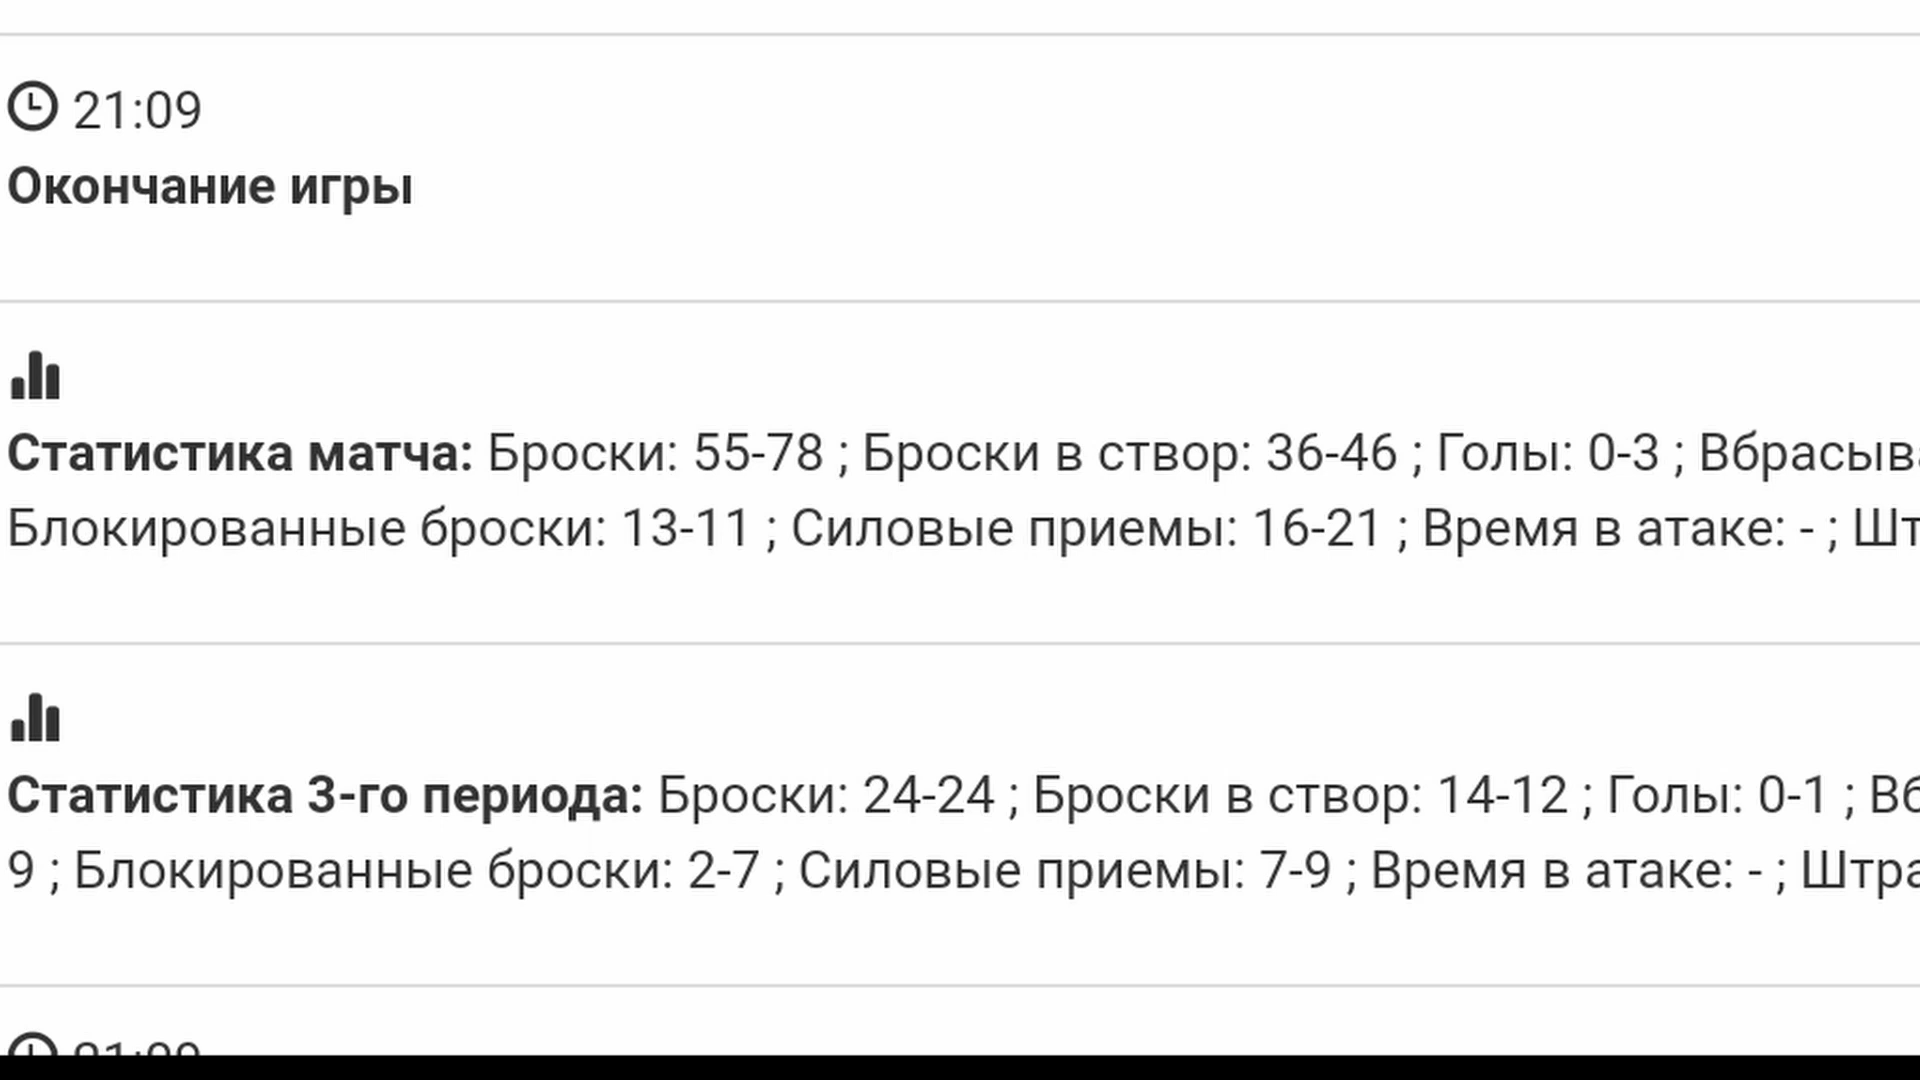 21:09
Окончание игры
Статистика матча: Броски: 55-78 ; Броски в створ: 36-46 ; Голы: 0-3 ;
Блокированные броски: 13-11 ; Силовые приемы: 16-21 ; Время в атаке: - ;
Статистика 3-го периода: Броски: 24-24 ; Броски в створ: 14-12 ; Голы: 0-1 ;
9 ; Блокированные броски: 2-7 ; Силовые приемы: 7-9 ; Время в атаке: - ;